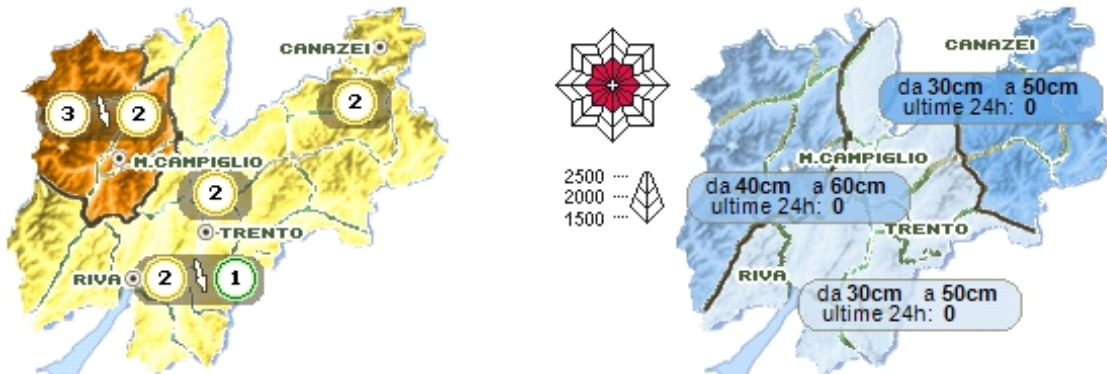 CANAZEI
2
3 2
M.CAMPIGLIO
2
TRENTO
RIVA
2 1
2500
2000
1500
CANAZEI
da 30cm a 50cm
ultime 24h: 0
M.CAMPIGLIO
da 40cm a 60cm
ultime 24h: 0
TRENTO
RIVA
da 30cm a 50cm
ultime 24h: 0